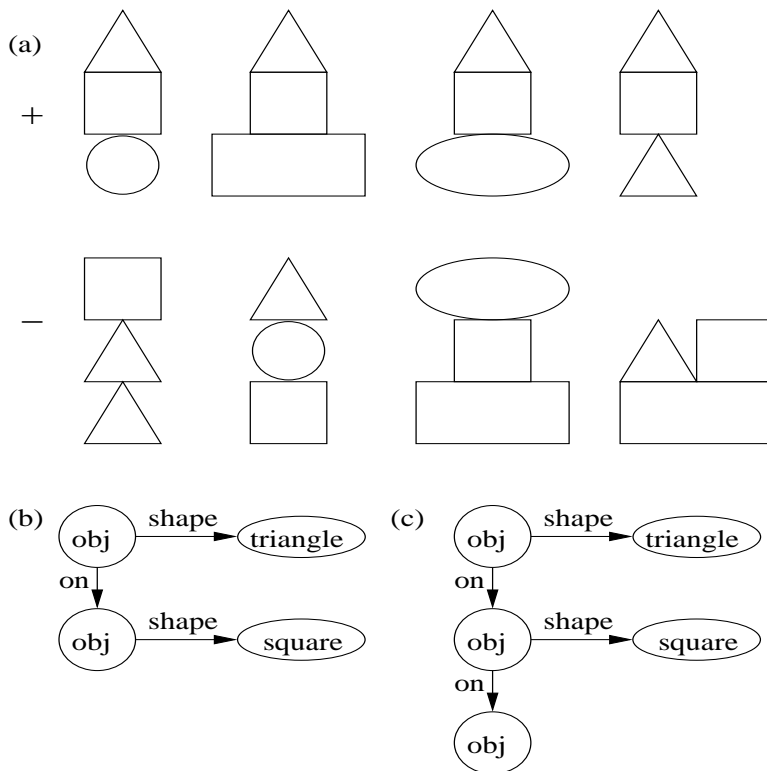 (a)
+
−
(b)
(c)
obj shape triangle
on
obj shape square
obj shape triangle
on
obj shape square
on
obj